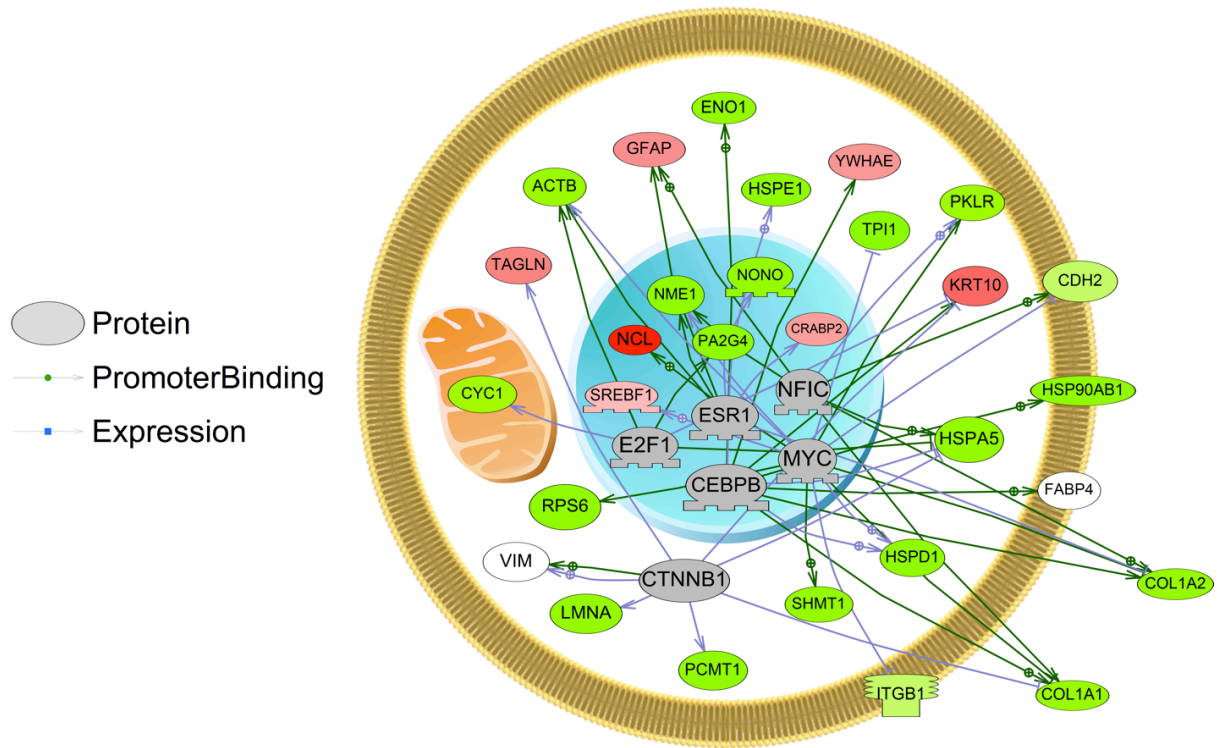 ENO1
GFAP
YWHAE
ACTB
HSPE1
PKLR
TPI1
TAGLN
NONO
CDH2
NME1
KRT10
Protein
CRABP2
NCL
PA2G4
PromoterBinding
CYC1
SREBF1
NFIC
HSP90AB1
ESR1
Expression
E2F1
HSPA5
MYC
CEBPB
FABP4
RPS6
VIM
HSPD1
CTNNB1
COL1A2
SHMT1
LMNA
PCMT1
ITGB1
COL1A1